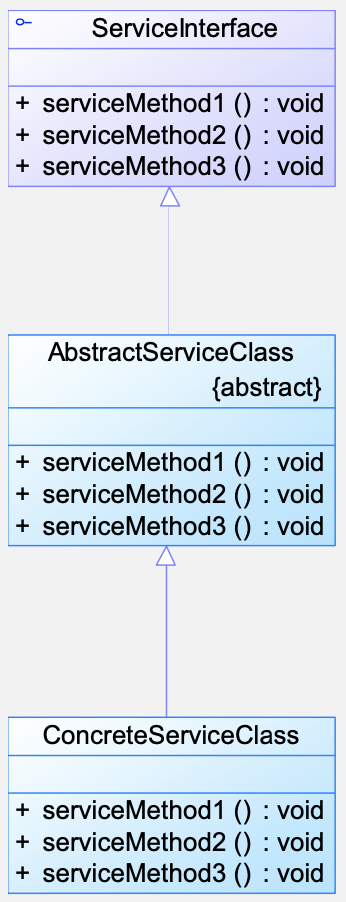 ServiceInterface
+ serviceMethod1 () : void
+ serviceMethod2 () : void
+ serviceMethod3 () : void
AbstractServiceClass
{abstract}
+ serviceMethod1 () : void
+ serviceMethod2 () : void
+ serviceMethod3 () : void
ConcreteServiceClass
+ serviceMethod1 () : void
+ serviceMethod2 () : void
+ serviceMethod3 () : void